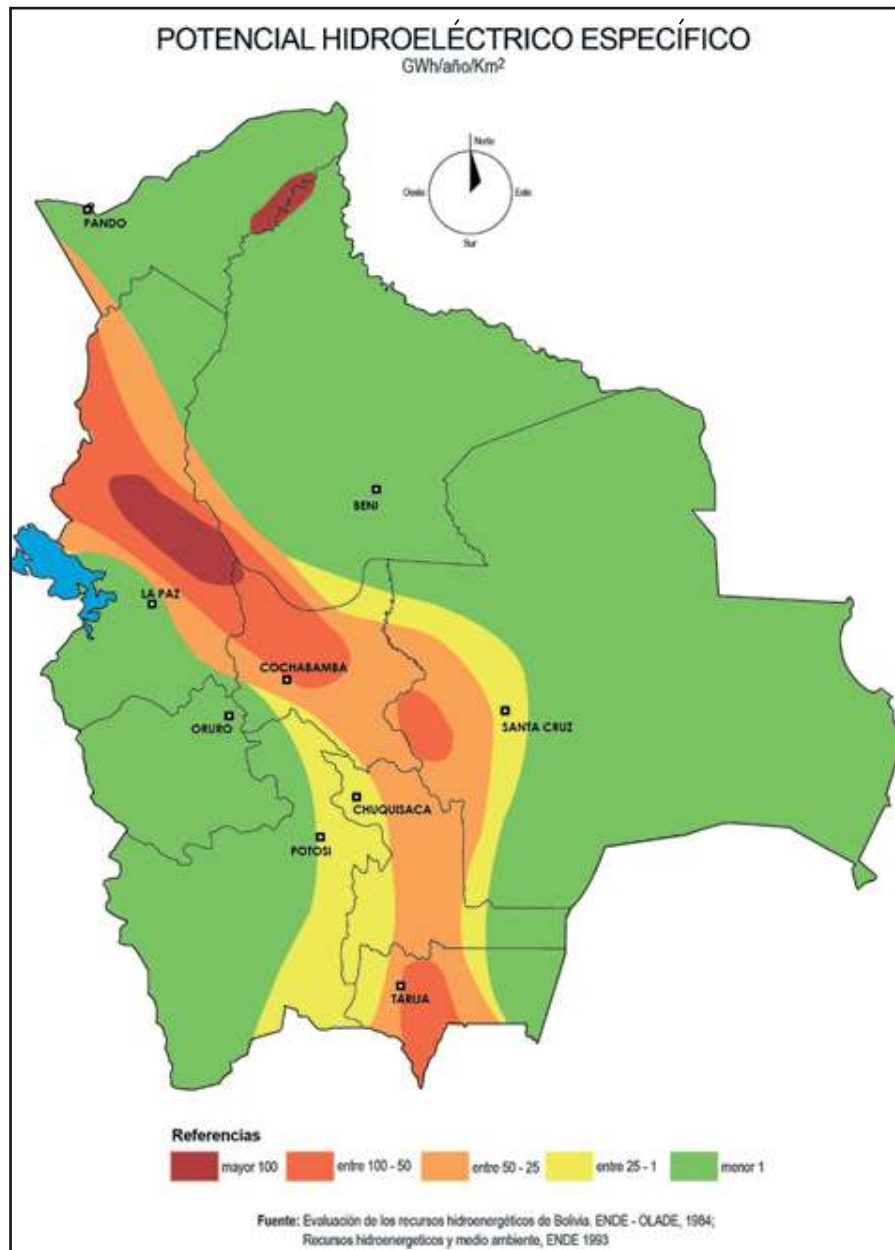 POTENCIAL HIDROELÉCTRICO ESPECÍFICO
GWh/año/Km²
Norte
Oeste
Este
Sur
PANDO
BENI
LA PAZ
COCHABAMBA
ORURO
SANTA CRUZ
CHUQUISACA
POTOSI
TARIJA
Referencias
mayor 100
entre 100 - 50
entre 50 - 25
entre 25 - 1
menor 1
Fuente: Evaluación de los recursos hidroenergéticos de Bolivia. ENDE - OLADE, 1984;
Recursos hidroenergeticos y medio ambiente, ENDE 1993